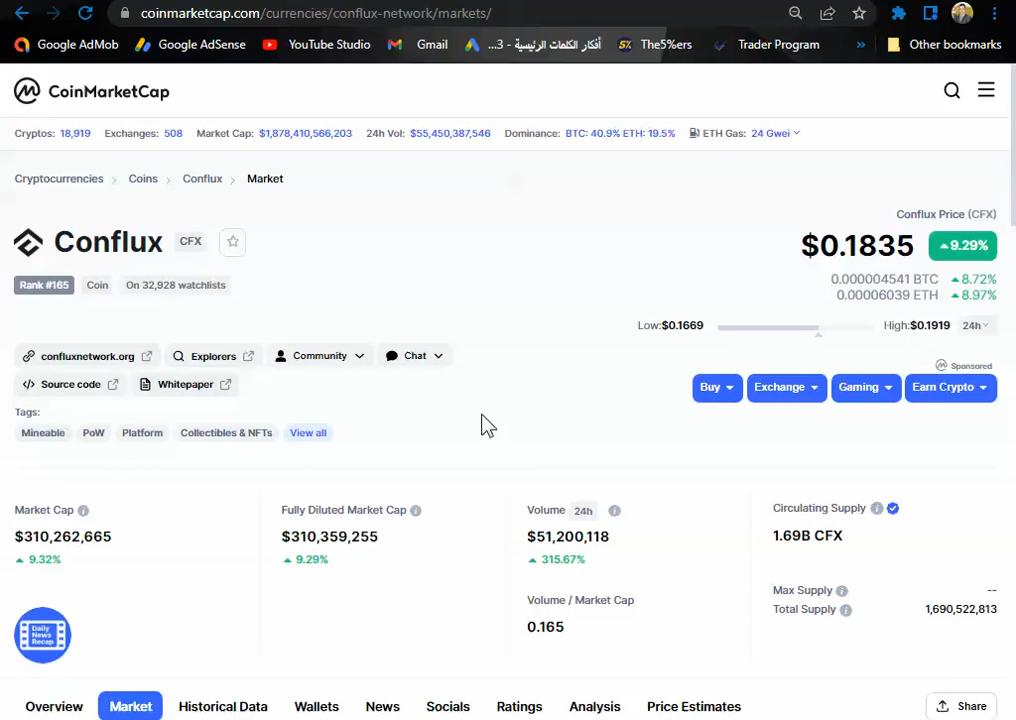 coinmarketcap.com/currencies/conflux-network/markets/
Google AdMob Google AdSense YouTube Studio Gmail أفكار الكلمات الرئيسية - 3... The5%ers Trader Program » Other bookmarks
CoinMarketCap
Cryptos: 18,919 Exchanges: 508 Market Cap: $1,878,410,566,203 24h Vol: $55,450,387,546 Dominance: BTC: 40.9% ETH: 19.5% ETH Gas: 24 Gwei
Cryptocurrencies Coins Conflux Market
Conflux Price (CFX)
Conflux CFX
$0.1835 9.29%
Rank #165 Coin On 32,928 watchlists
0.000004541 BTC 8.72%
0.00006039 ETH 8.97%
Low:$0.1669 High:$0.1919 24h
confluxnetwork.org Explorers Community Chat
Sponsored
Source code Whitepaper
Buy Exchange Gaming Earn Crypto
Tags:
Mineable PoW Platform Collectibles & NFTs View all
Market Cap
$310,262,665
9.32%
Fully Diluted Market Cap
$310,359,255
9.29%
Volume 24h
$51,200,118
315.67%
Volume / Market Cap
0.165
Circulating Supply
1.69B CFX
Max Supply --
Total Supply 1,690,522,813
Daily
News
Recap
Overview Market Historical Data Wallets News Socials Ratings Analysis Price Estimates Share